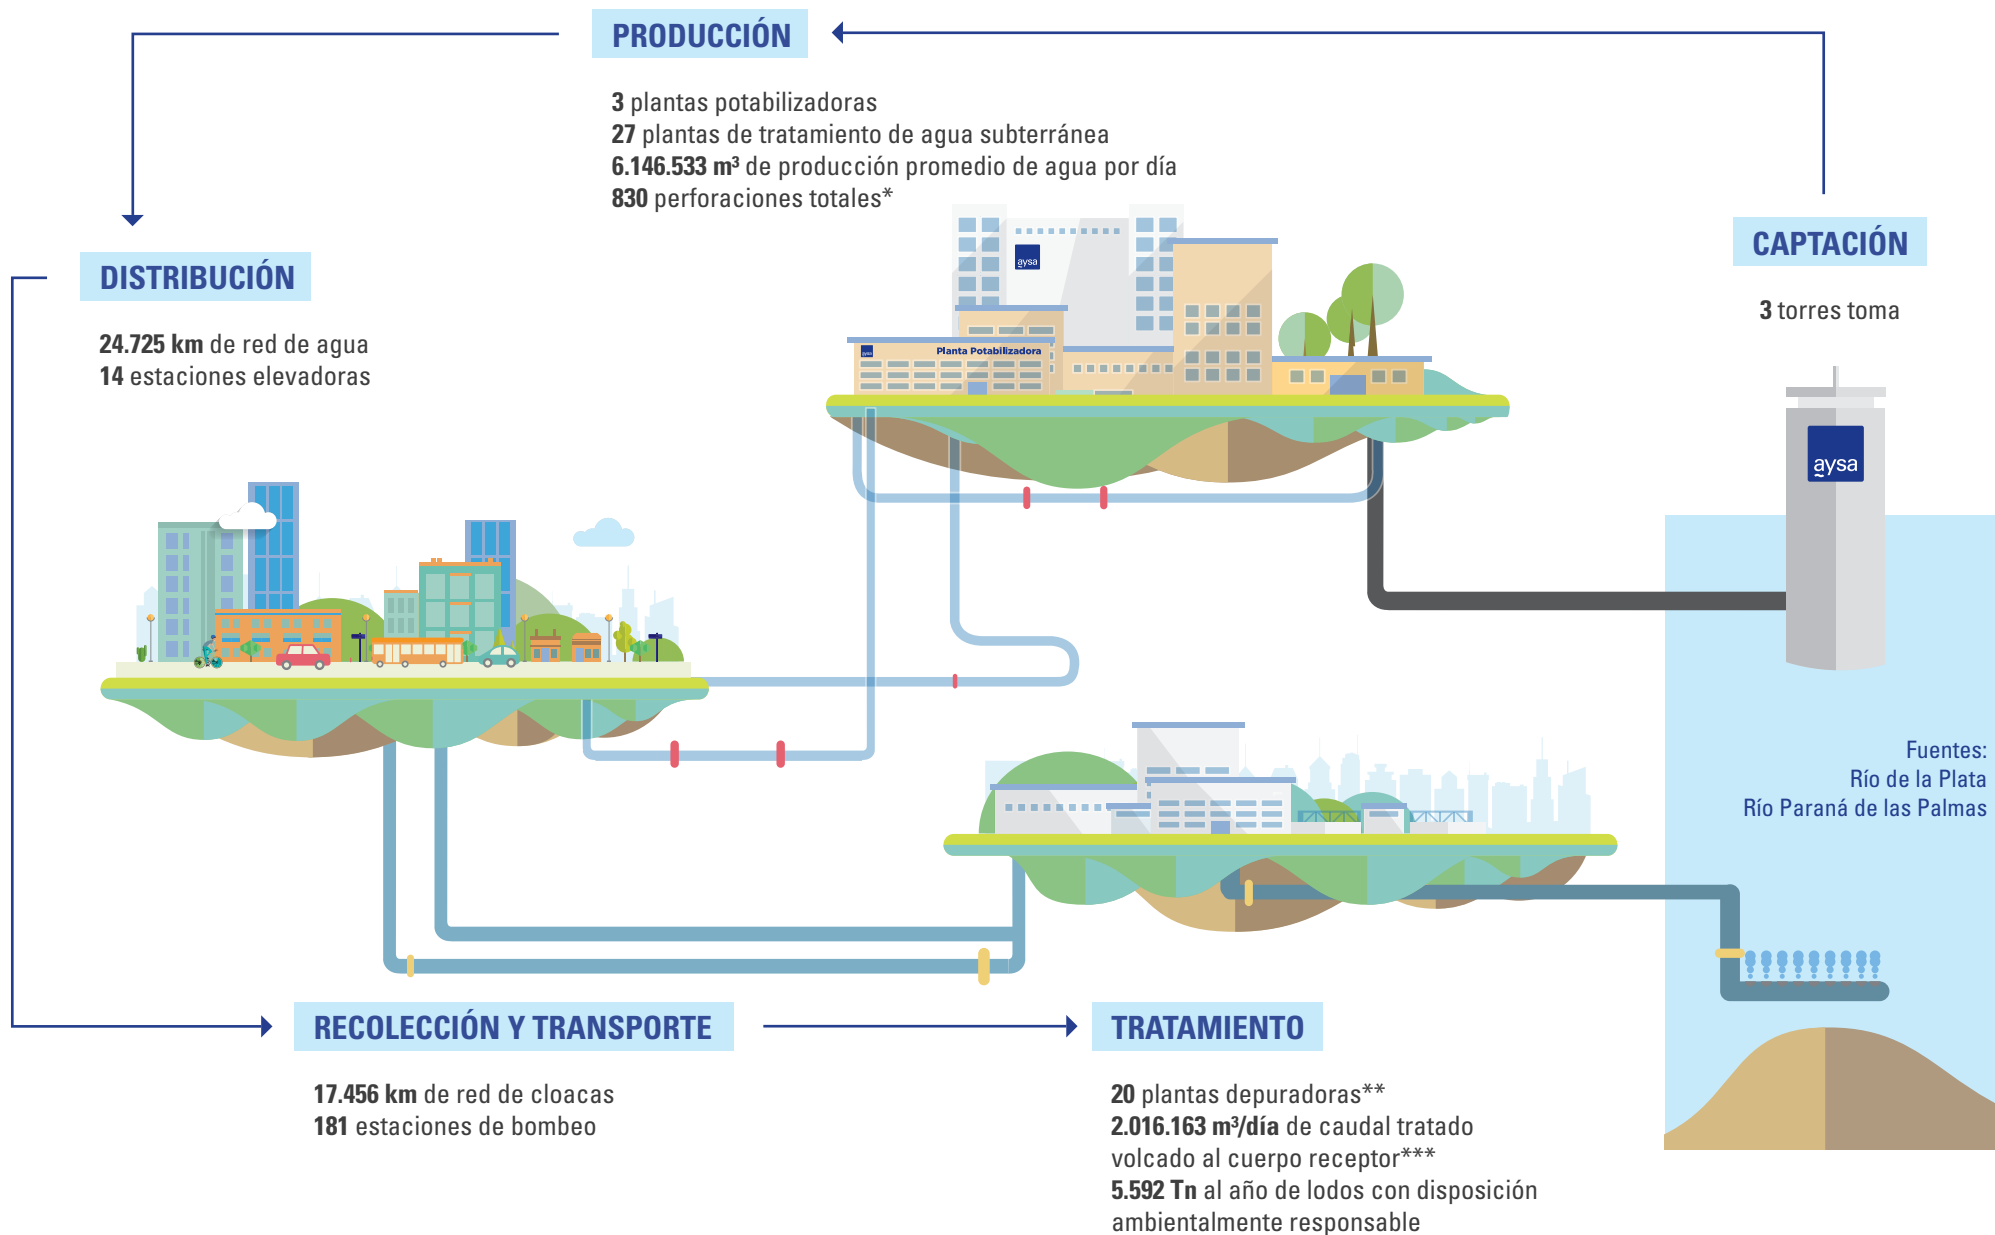 PRODUCCIÓN
3 plantas potabilizadoras
27 plantas de tratamiento de agua subterránea
6.146.533 m³ de producción promedio de agua por día
830 perforaciones totales*
CAPTACIÓN
3 torres toma
DISTRIBUCIÓN
24.725 km de red de agua
14 estaciones elevadoras
aysa
aysa
Planta Potabilizadora
aysa
Fuentes:
Río de la Plata
Río Paraná de las Palmas
RECOLECCIÓN Y TRANSPORTE
17.456 km de red de cloacas
181 estaciones de bombeo
TRATAMIENTO
20 plantas depuradoras**
2.016.163 m³/día de caudal tratado
volcado al cuerpo receptor***
5.592 Tn al año de lodos con disposición
ambientalmente responsable